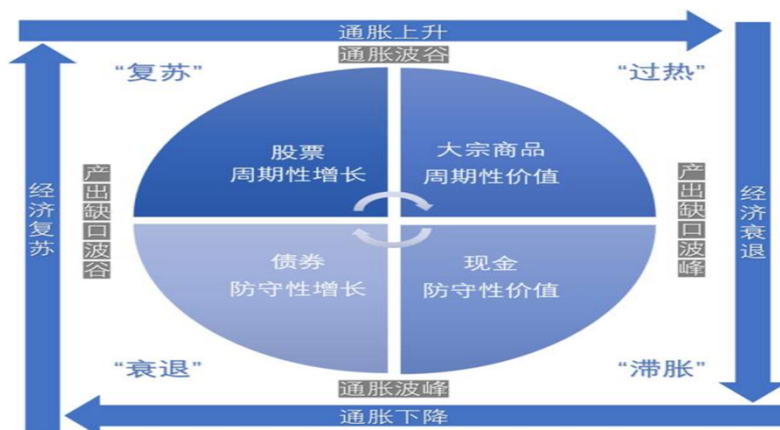 通胀上升
通胀波谷
“复苏”
“过热”
股票
周期性增长
大宗商品
周期性价值
经济复苏
产出缺口波谷
产出缺口波峰
经济衰退
债券
防守性增长
现金
防守性价值
“衰退”
“滞胀”
通胀波峰
通胀下降